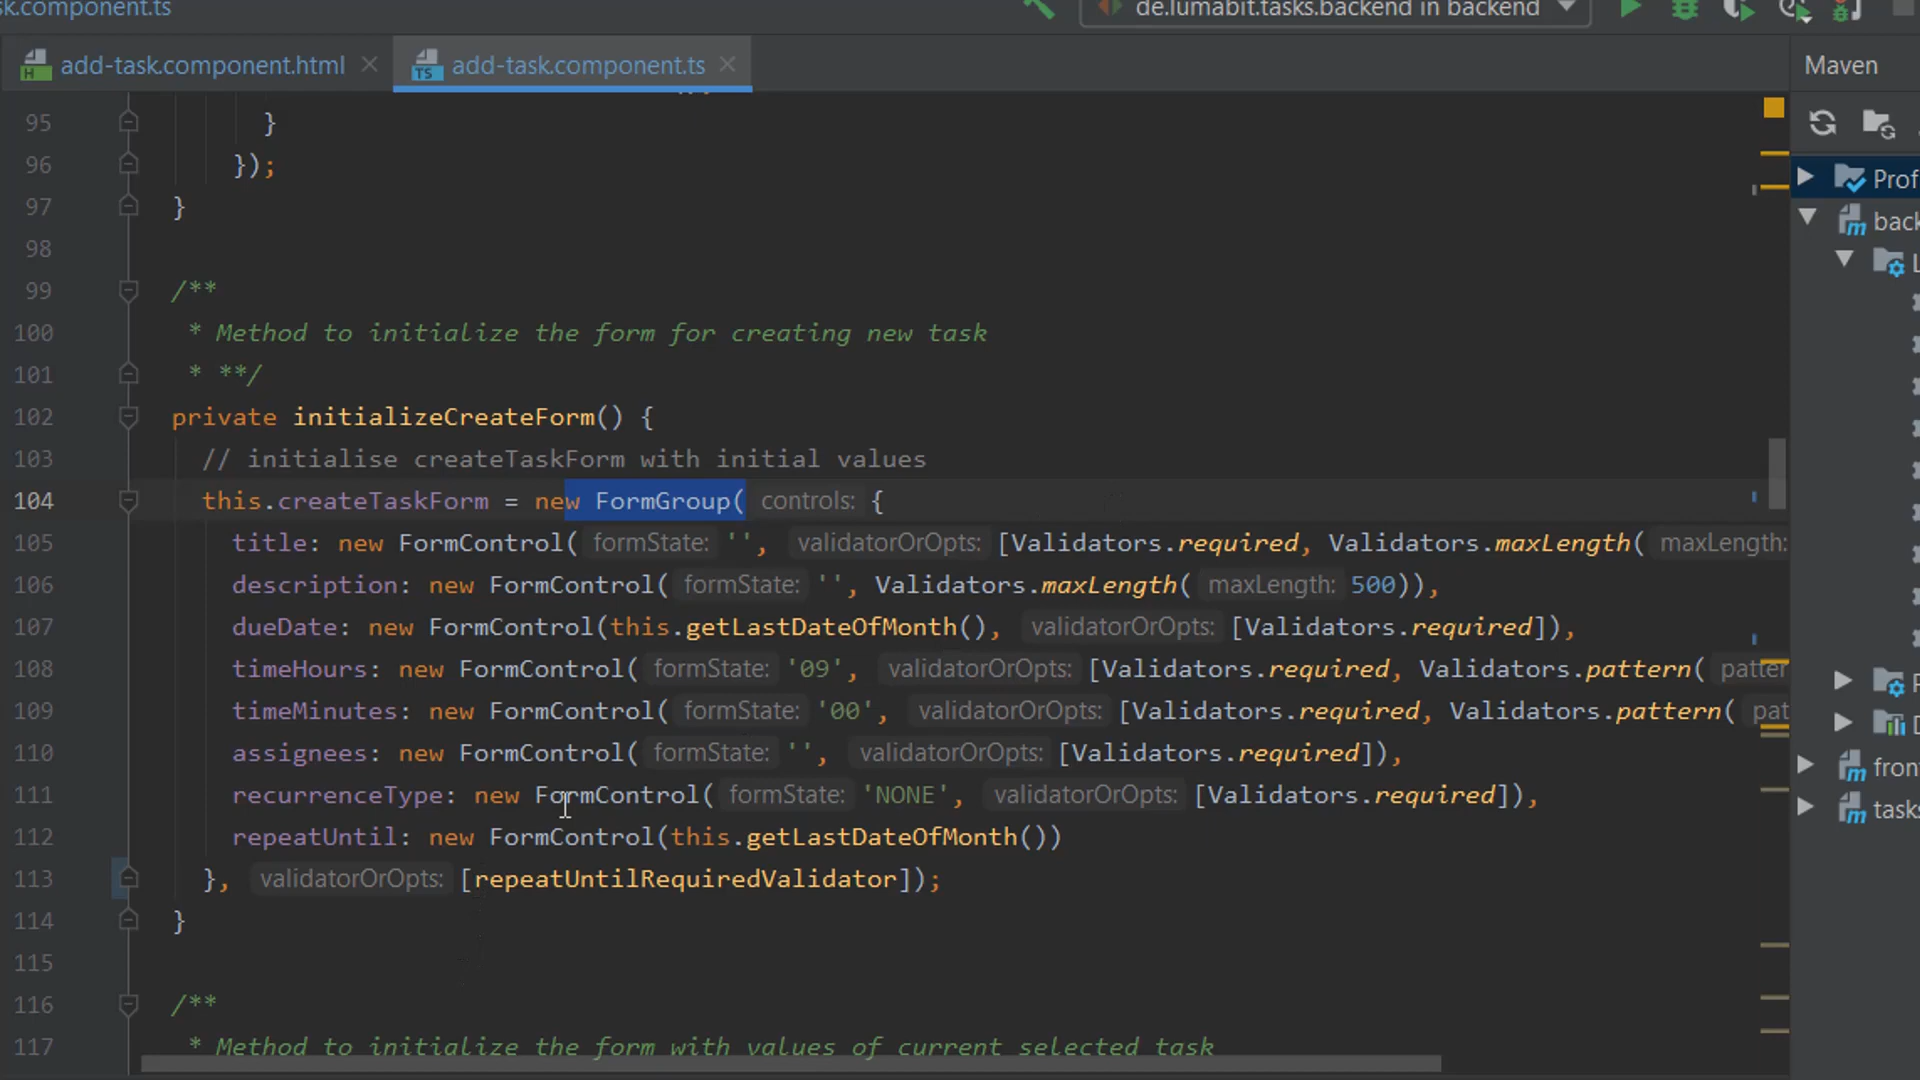 sk.component.ts
de.lumabit.tasks.backend in backend
add-task.component.html
add-task.component.ts
Maven
95 }
96 });
97 }
98
99 /**
100 * Method to initialize the form for creating new task
101 * **/
102 private initializeCreateForm() {
103 // initialise createTaskForm with initial values
104 this.createTaskForm = new FormGroup( controls: {
105 title: new FormControl( formState: '', validatorOrOpts: [Validators.required, Validators.maxLength( maxLength:
106 description: new FormControl( formState: '', Validators.maxLength( maxLength: 500)),
107 dueDate: new FormControl(this.getLastDateOfMonth(), validatorOrOpts: [Validators.required]),
108 timeHours: new FormControl( formState: '09', validatorOrOpts: [Validators.required, Validators.pattern( patter
109 timeMinutes: new FormControl( formState: '00', validatorOrOpts: [Validators.required, Validators.pattern( pat
110 assignees: new FormControl( formState: '', validatorOrOpts: [Validators.required]),
111 recurrenceType: new FormControl( formState: 'NONE', validatorOrOpts: [Validators.required]),
112 repeatUntil: new FormControl(this.getLastDateOfMonth())
113 }, validatorOrOpts: [repeatUntilRequiredValidator]);
114 }
115
116 /**
117 * Method to initialize the form with values of current selected task
Prof
back
L
P
D
fron
tasks